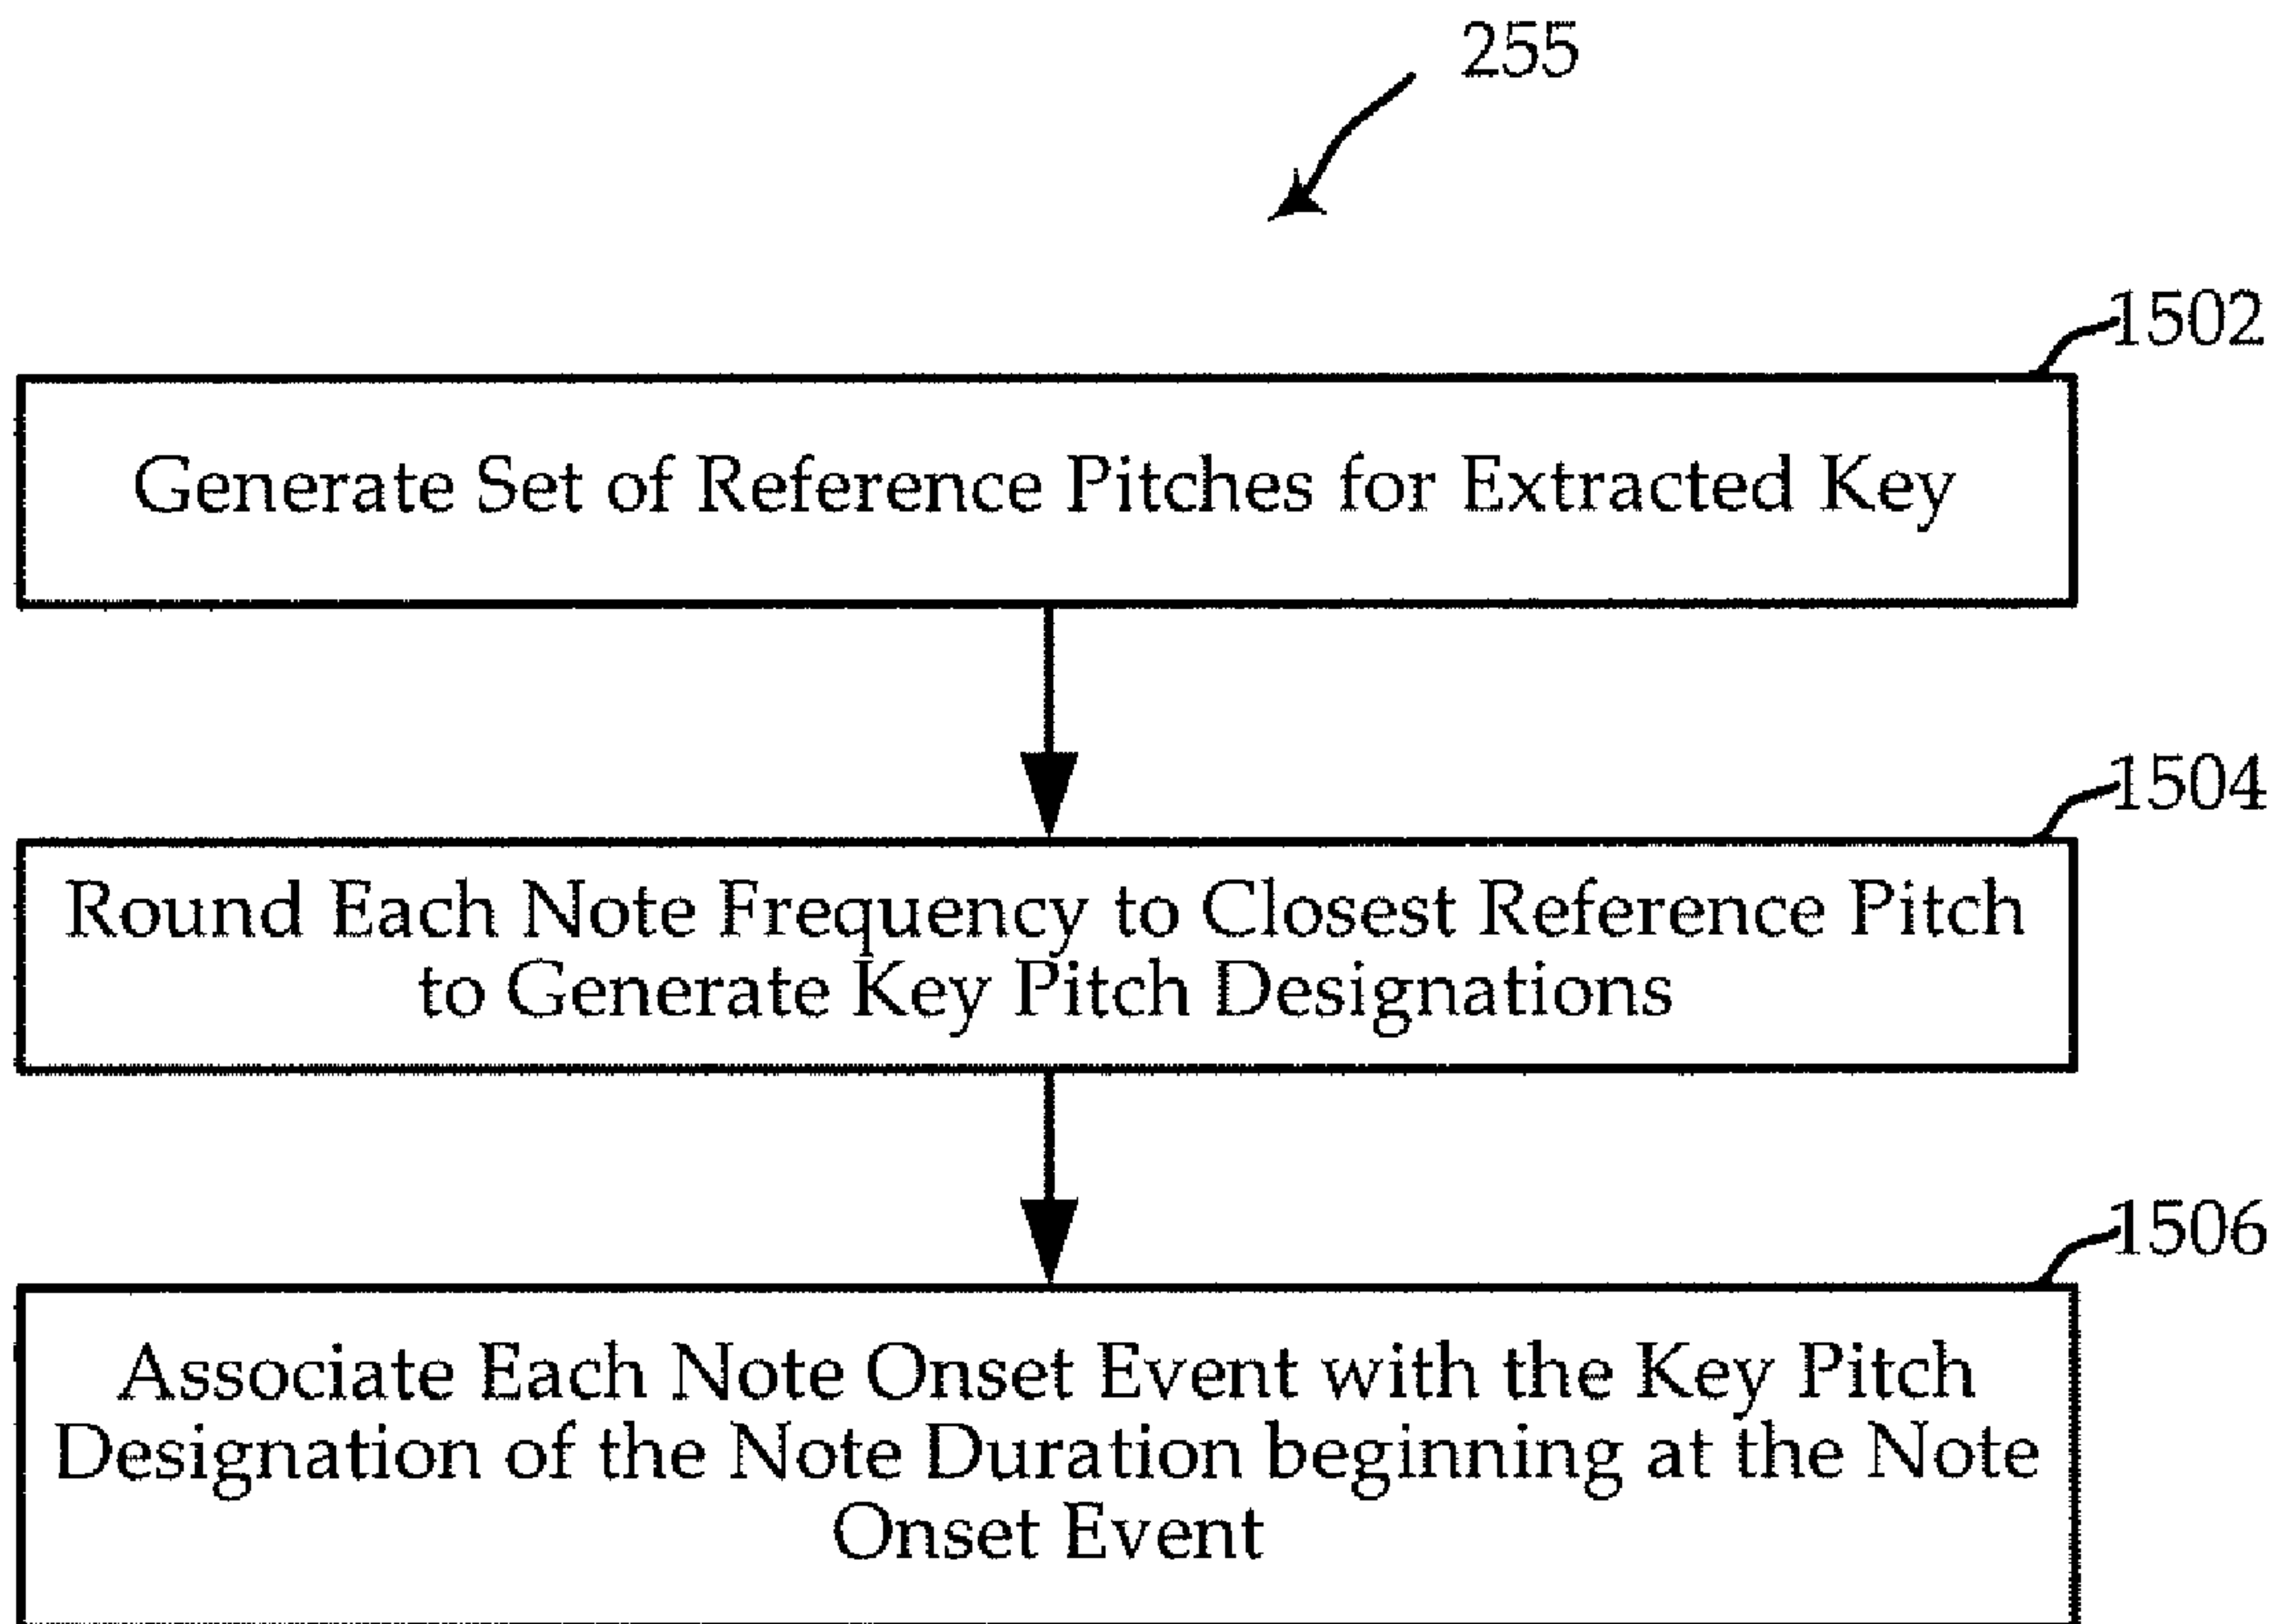 255
1502
Generate Set of Reference Pitches for Extracted Key
1504
Round Each Note Frequency to Closest Reference Pitch
to Generate Key Pitch Designations
1506
Associate Each Note Onset Event with the Key Pitch
Designation of the Note Duration beginning at the Note
Onset Event